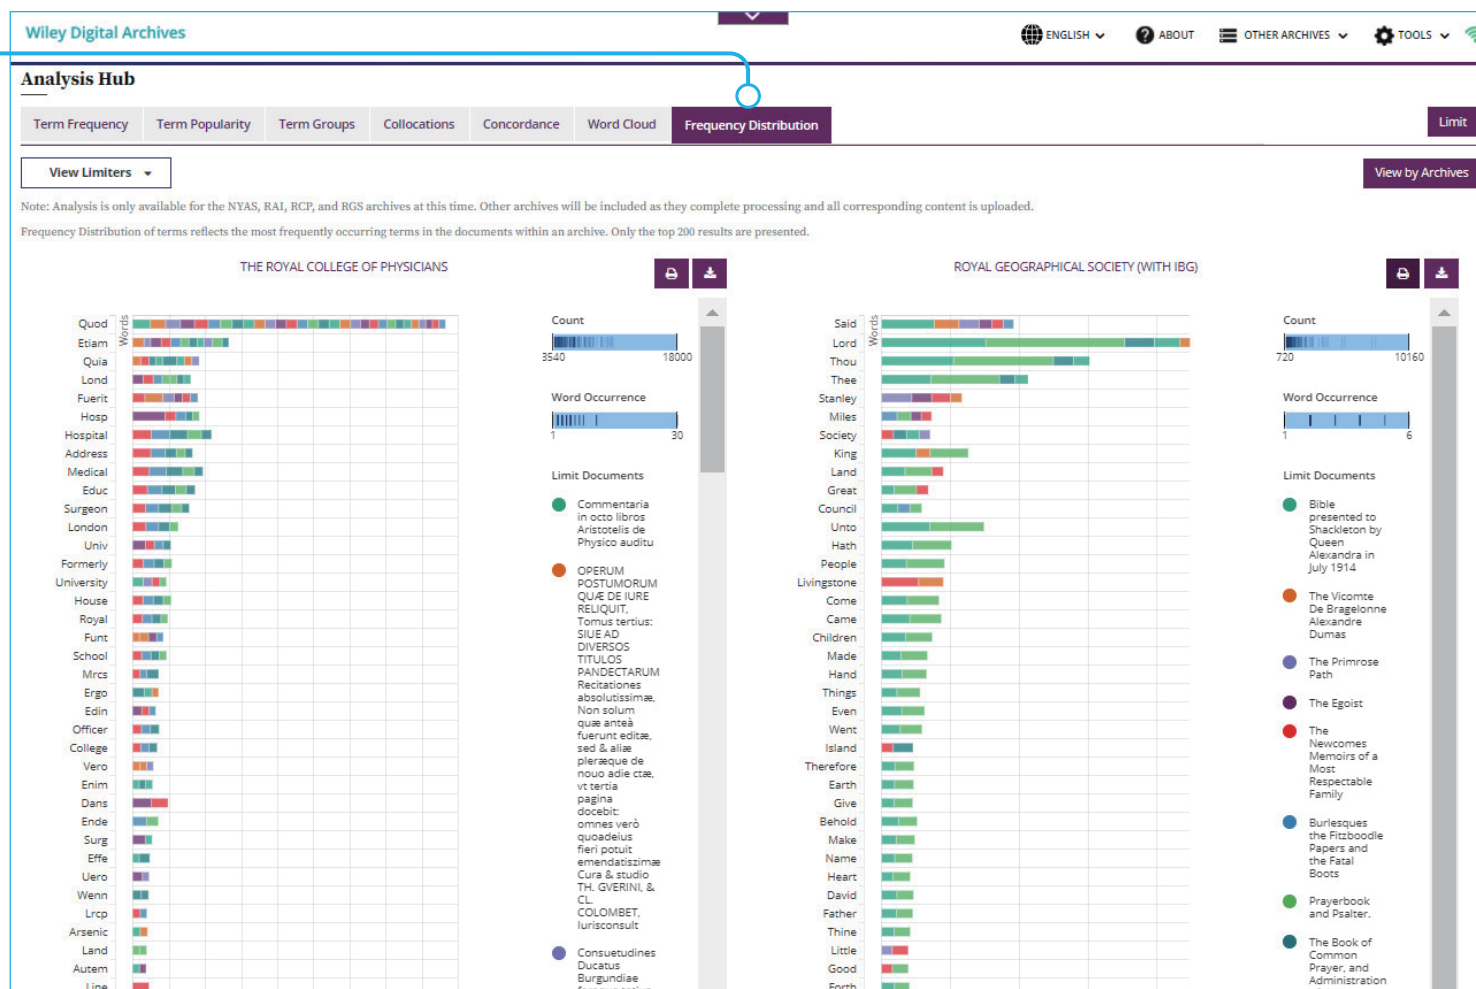 Wiley Digital Archives
ENGLISH
ABOUT
OTHER ARCHIVES
TOOLS
Analysis Hub
Term Frequency
Term Popularity
Term Groups
Collocations
Concordance
Word Cloud
Frequency Distribution
Limit
View Limiters
View by Archives
Note: Analysis is only available for the NYAS, RAI, RCP, and RGS archives at this time. Other archives will be included as they complete processing and all corresponding content is uploaded.
Frequency Distribution of terms reflects the most frequently occurring terms in the documents within an archive. Only the top 200 results are presented.
THE ROYAL COLLEGE OF PHYSICIANS
Words
Quod
Etiam
Quia
Lond
Fuerit
Hosp
Hospital
Address
Medical
Educ
Surgeon
London
Univ
Formerly
University
House
Royal
Funt
School
Mrcs
Ergo
Edin
Officer
College
Vero
Enim
Dans
Ende
Surg
Effe
Uero
Wenn
Lrcp
Arsenic
Land
Autem
Line
Count
3540 18000
Word Occurrence
1 30
Limit Documents
Commentaria
in octo libros
Aristotelis de
Physico auditu
OPERUM
POSTUMORUM
QUÆ DE IURE
RELIQUIT,
Tomus tertius:
SIUE AD
DIVERSOS
TITULOS
PANDECTARUM
Recitationes
absolutissimæ,
Non solum
quæ anteà
fuerunt editæ,
sed & aliæ
pleræque de
nouo adie ctæ,
vt tertia
pagina
docebit:
omnes verò
quoadeius
fieri potuit
emendatiszimæ
Cura & studio
TH. GVERINI, &
CL.
COLOMBET,
Iurisconsult
Consuetudines
Ducatus
Burgundiae
ROYAL GEOGRAPHICAL SOCIETY (WITH IBG)
Words
Said
Lord
Thou
Thee
Stanley
Miles
Society
King
Land
Great
Council
Unto
Hath
People
Livingstone
Come
Came
Children
Made
Hand
Things
Even
Went
Island
Therefore
Earth
Give
Behold
Make
Name
Heart
David
Father
Thine
Little
Good
Forth
Count
720 10160
Word Occurrence
1 6
Limit Documents
Bible
presented to
Shackleton by
Queen
Alexandra in
July 1914
The Vicomte
De Bragelonne
Alexandre
Dumas
The Primrose
Path
The Egoist
The
Newcomes
Memoirs of a
Most
Respectable
Family
Burlesques
the Fitzboodle
Papers and
the Fatal
Boots
Prayerbook
and Psalter.
The Book of
Common
Prayer, and
Administration